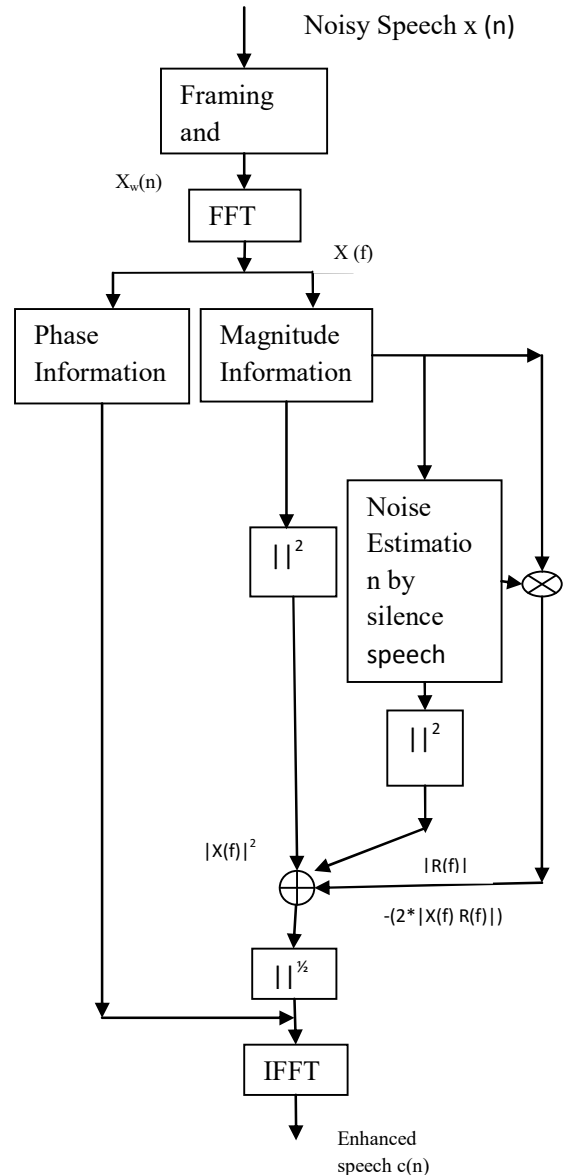 Noisy Speech x (n)
Framing
and
Xw(n)
FFT
X (f)
Phase
Information
Magnitude
Information
||²
Noise
Estimatio
n by
silence
speech
||²
|X(f)|²
|R(f)|
-(2*|X(f) R(f)|)
||½
IFFT
Enhanced
speech c(n)